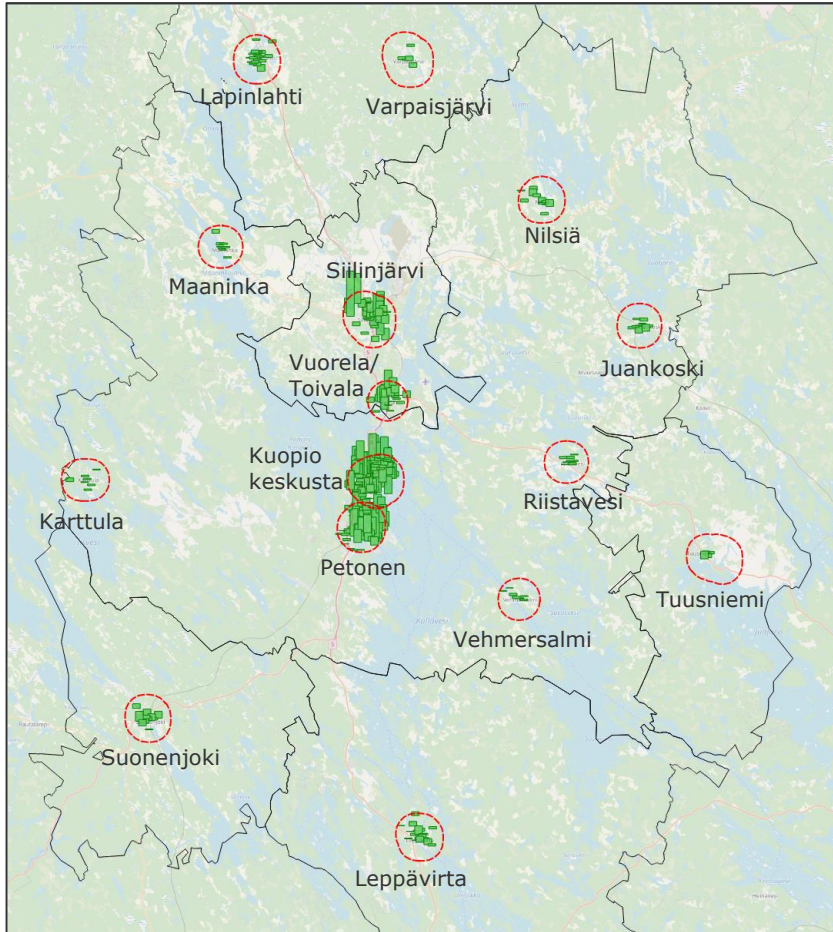 Lapinlahti
Varpaisjärvi
Nilsiä
Maaninka
Siilinjärvi
Juankoski
Vuorela/
Toivala
Kuopio
keskusta
Karttula
Riistavesi
Petonen
Tuusniemi
Vehmersalmi
Suonenjoki
Leppävirta